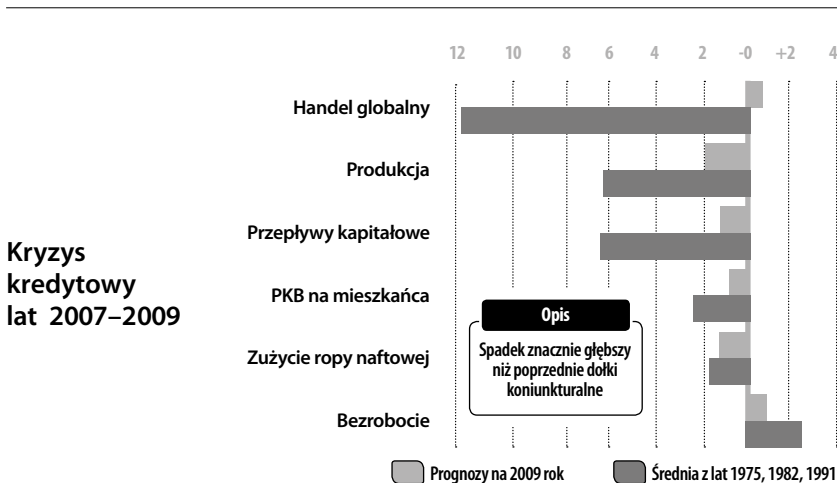 12 10 8 6 4 2 -0 +2 4
Handel globalny
Produkcja
Przepływy kapitałowe
Kryzys
kredytowy
lat 2007–2009
PKB na mieszkańca
Zużycie ropy naftowej
Bezrobocie
Opis
Spadek znacznie głębszy
niż poprzednie dołki
koniunkturalne
Prognozy na 2009 rok
Średnia z lat 1975, 1982, 1991